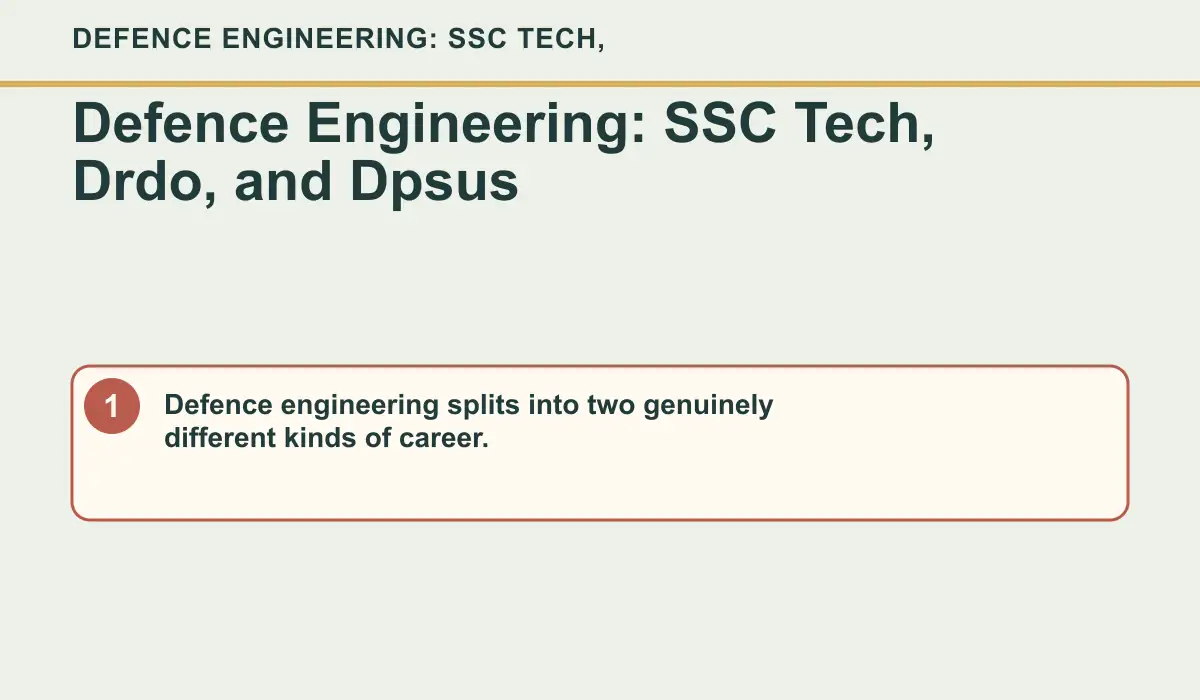 DEFENCE ENGINEERING: SSC TECH,
Defence Engineering: SSC Tech,
Drdo, and Dpsus
1
Defence engineering splits into two genuinely
different kinds of career.